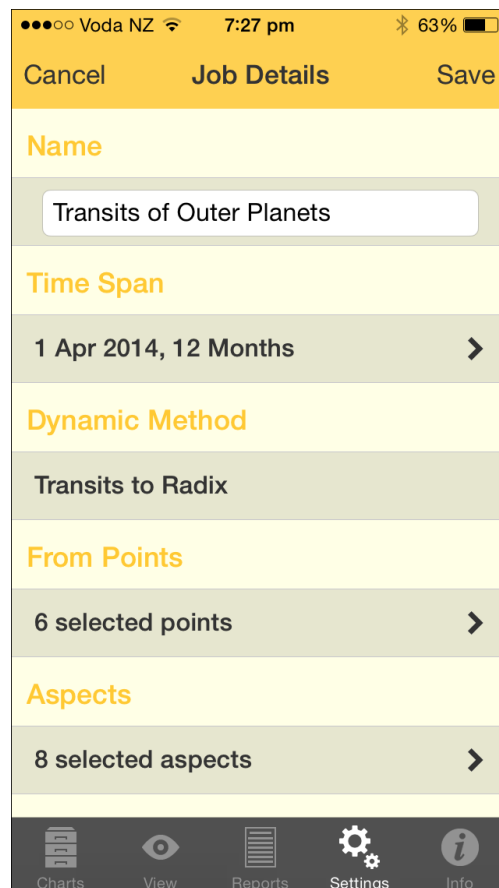 Voda NZ 7:27 pm 63%
Cancel Job Details Save
Name
Transits of Outer Planets
Time Span
1 Apr 2014, 12 Months
Dynamic Method
Transits to Radix
From Points
6 selected points
Aspects
8 selected aspects
Charts View Reports Settings Info